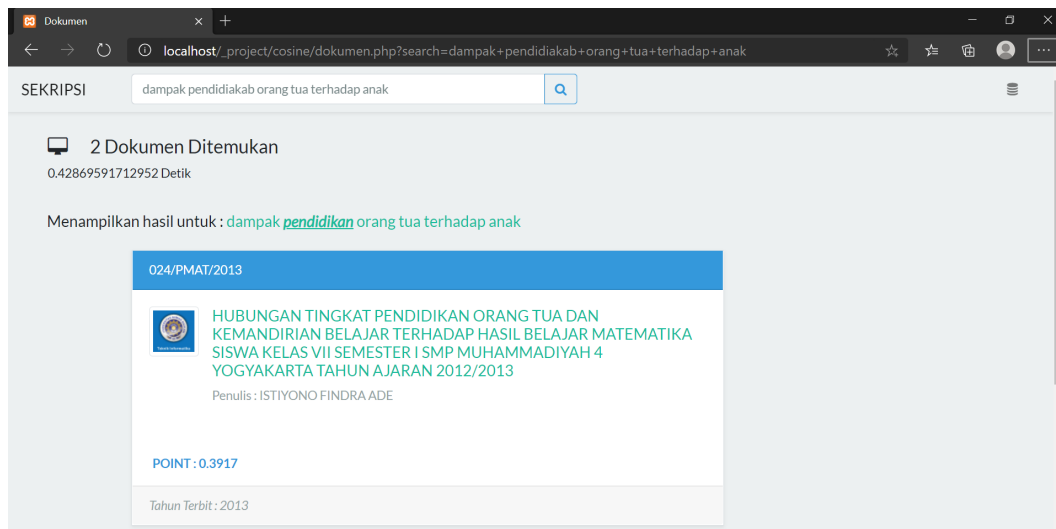 Dokumen
localhost/_project/cosine/dokumen.php?search=dampak+pendidiakab+orang+tua+terhadap+anak
SEKRIPSI
dampak pendidiakab orang tua terhadap anak
2 Dokumen Ditemukan
0.42869591712952 Detik
Menampilkan hasil untuk : dampak pendidikan orang tua terhadap anak
024/PMAT/2013
HUBUNGAN TINGKAT PENDIDIKAN ORANG TUA DAN
KEMANDIRIAN BELAJAR TERHADAP HASIL BELAJAR MATEMATIKA
SISWA KELAS VII SEMESTER I SMP MUHAMMADIYAH 4
YOGYAKARTA TAHUN AJARAN 2012/2013
Penulis : ISTIYONO FINDRA ADE
POINT : 0.3917
Tahun Terbit : 2013